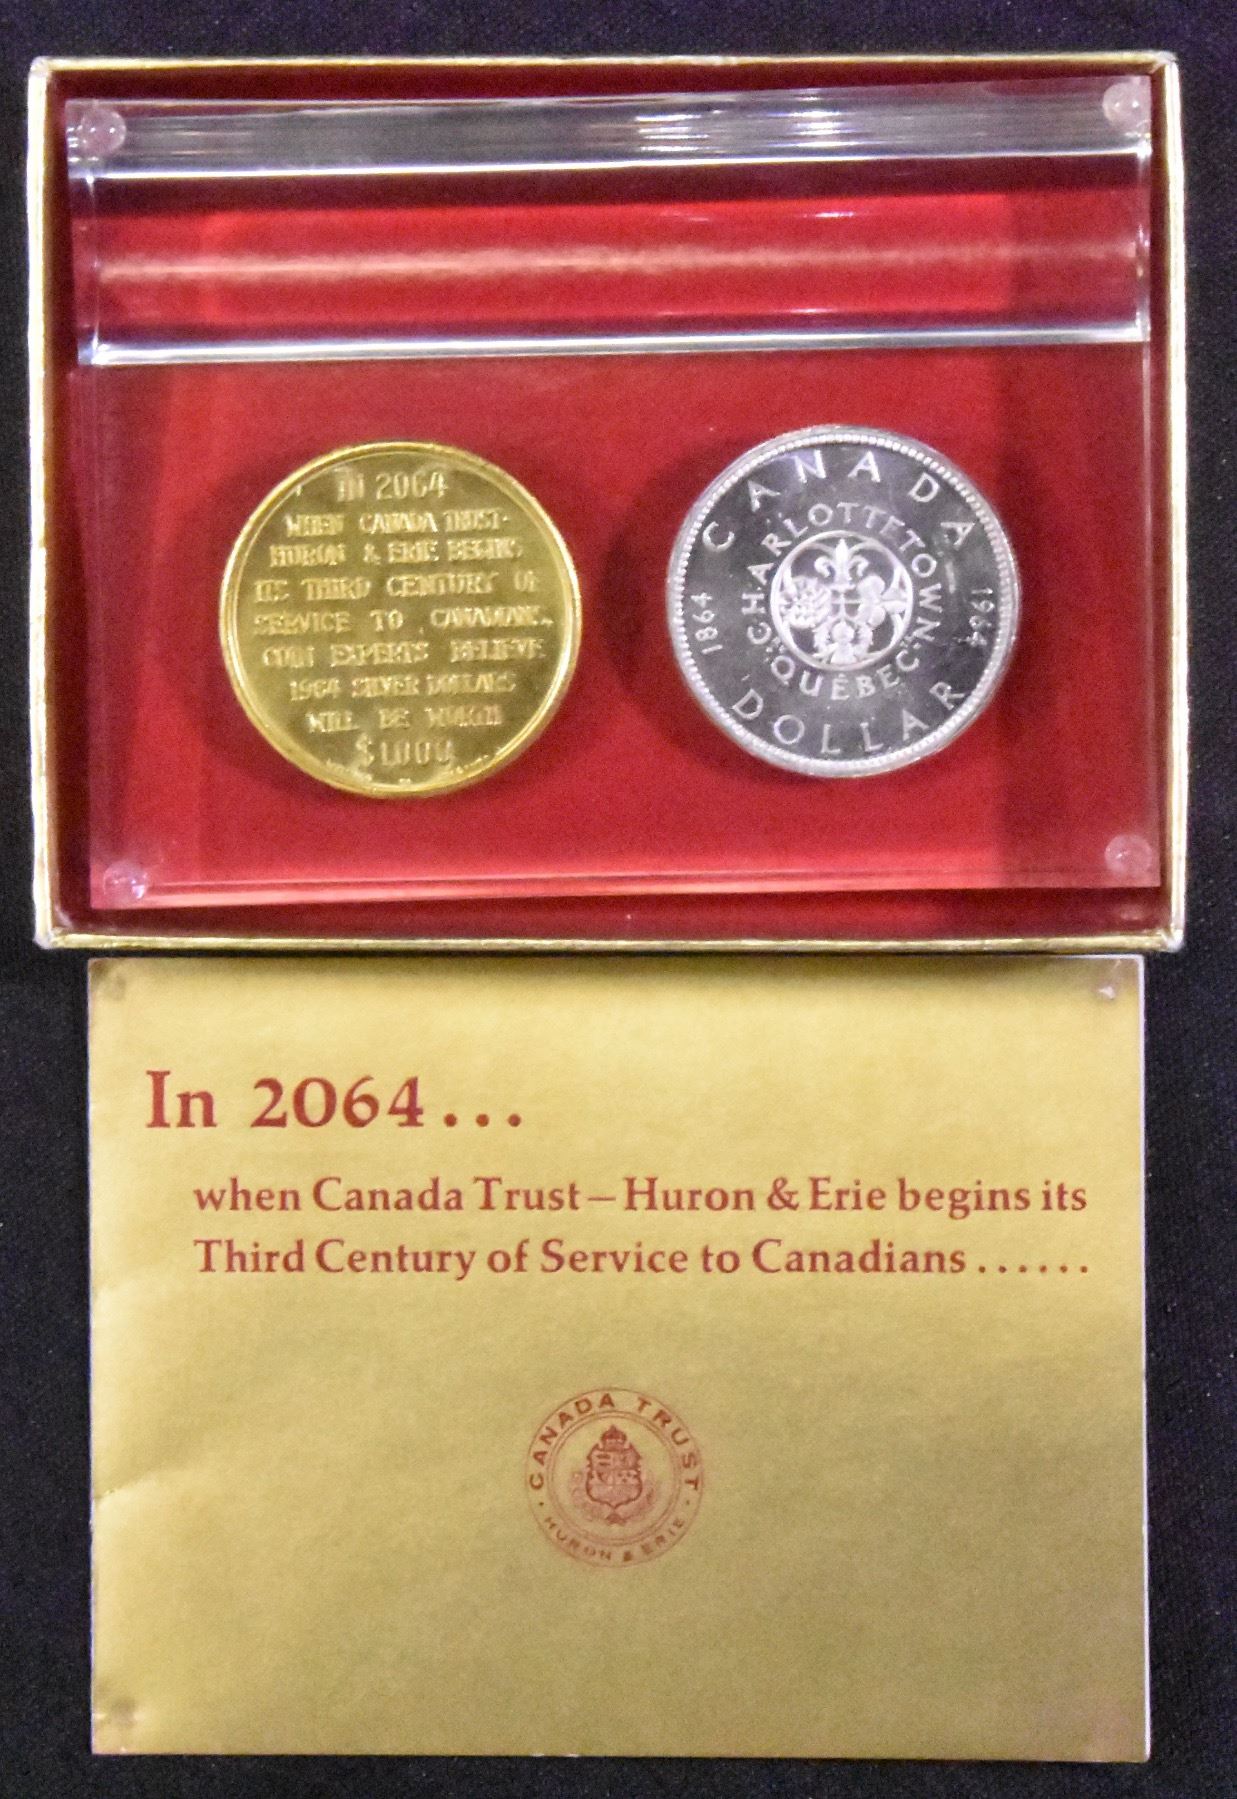 IN 2064
WHEN CANADA TRUST-
HURON & ERIE BEGINS
ITS THIRD CENTURY OF
SERVICE TO CANADIANS,
COIN EXPERTS BELIEVE
1964 SILVER DOLLARS
WILL BE WORTH
$1,000
CANADA
CHARLOTTETOWN
1864
1964
QUÉBEC
DOLLAR
In 2064...
when Canada Trust–Huron & Erie begins its
Third Century of Service to Canadians......
CANADA TRUST
· HURON & ERIE ·